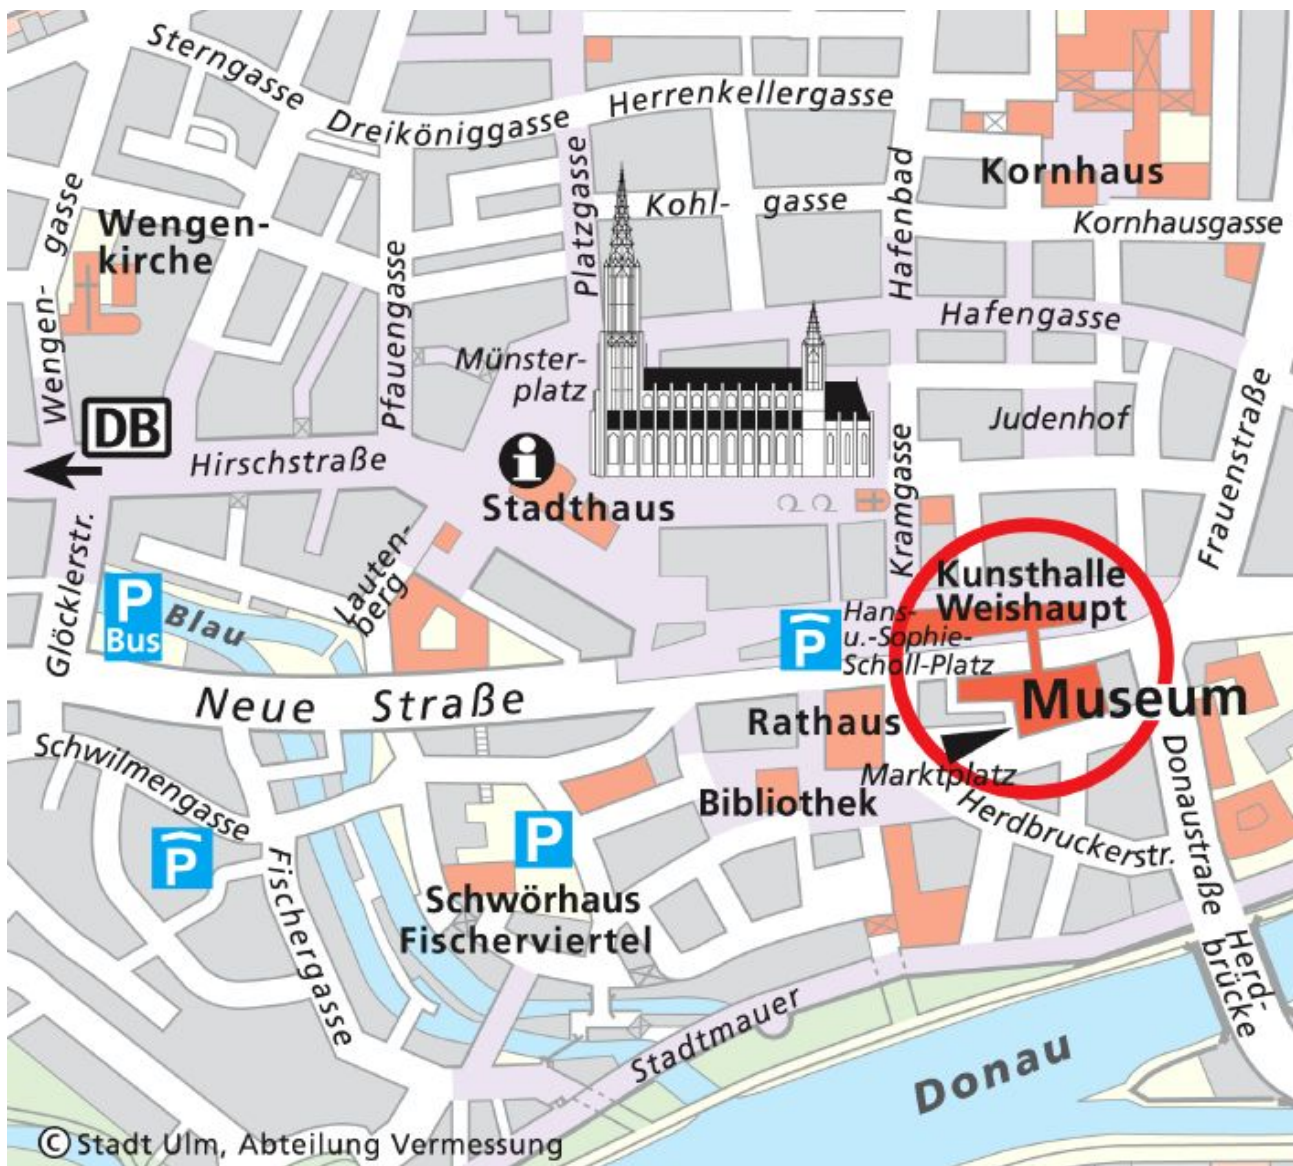 Sterngasse
Dreiköniggasse
Herrenkellergasse
Platzgasse
Kohl-
gasse
Hafenbad
Kornhaus
Kornhausgasse
Wengen-
gasse
Wengen-
kirche
Pfauengasse
Münster-
platz
Hafengasse
Judenhof
Frauenstraße
DB
Hirschstraße
i
Stadthaus
Kramgasse
Glöcklerstr.
P
Bus
Blau
Lauten-
berg
P
Hans-
u.-Sophie-
Scholl-Platz
Kunsthalle
Weishaupt
Museum
Neue Straße
Rathaus
Marktplatz
Bibliothek
Herdbruckerstr.
Donaustraße
Schwilmengasse
P
P
Fischergasse
Schwörhaus
Fischerviertel
Stadtmauer
Herd-
brücke
Donau
© Stadt Ulm, Abteilung Vermessung